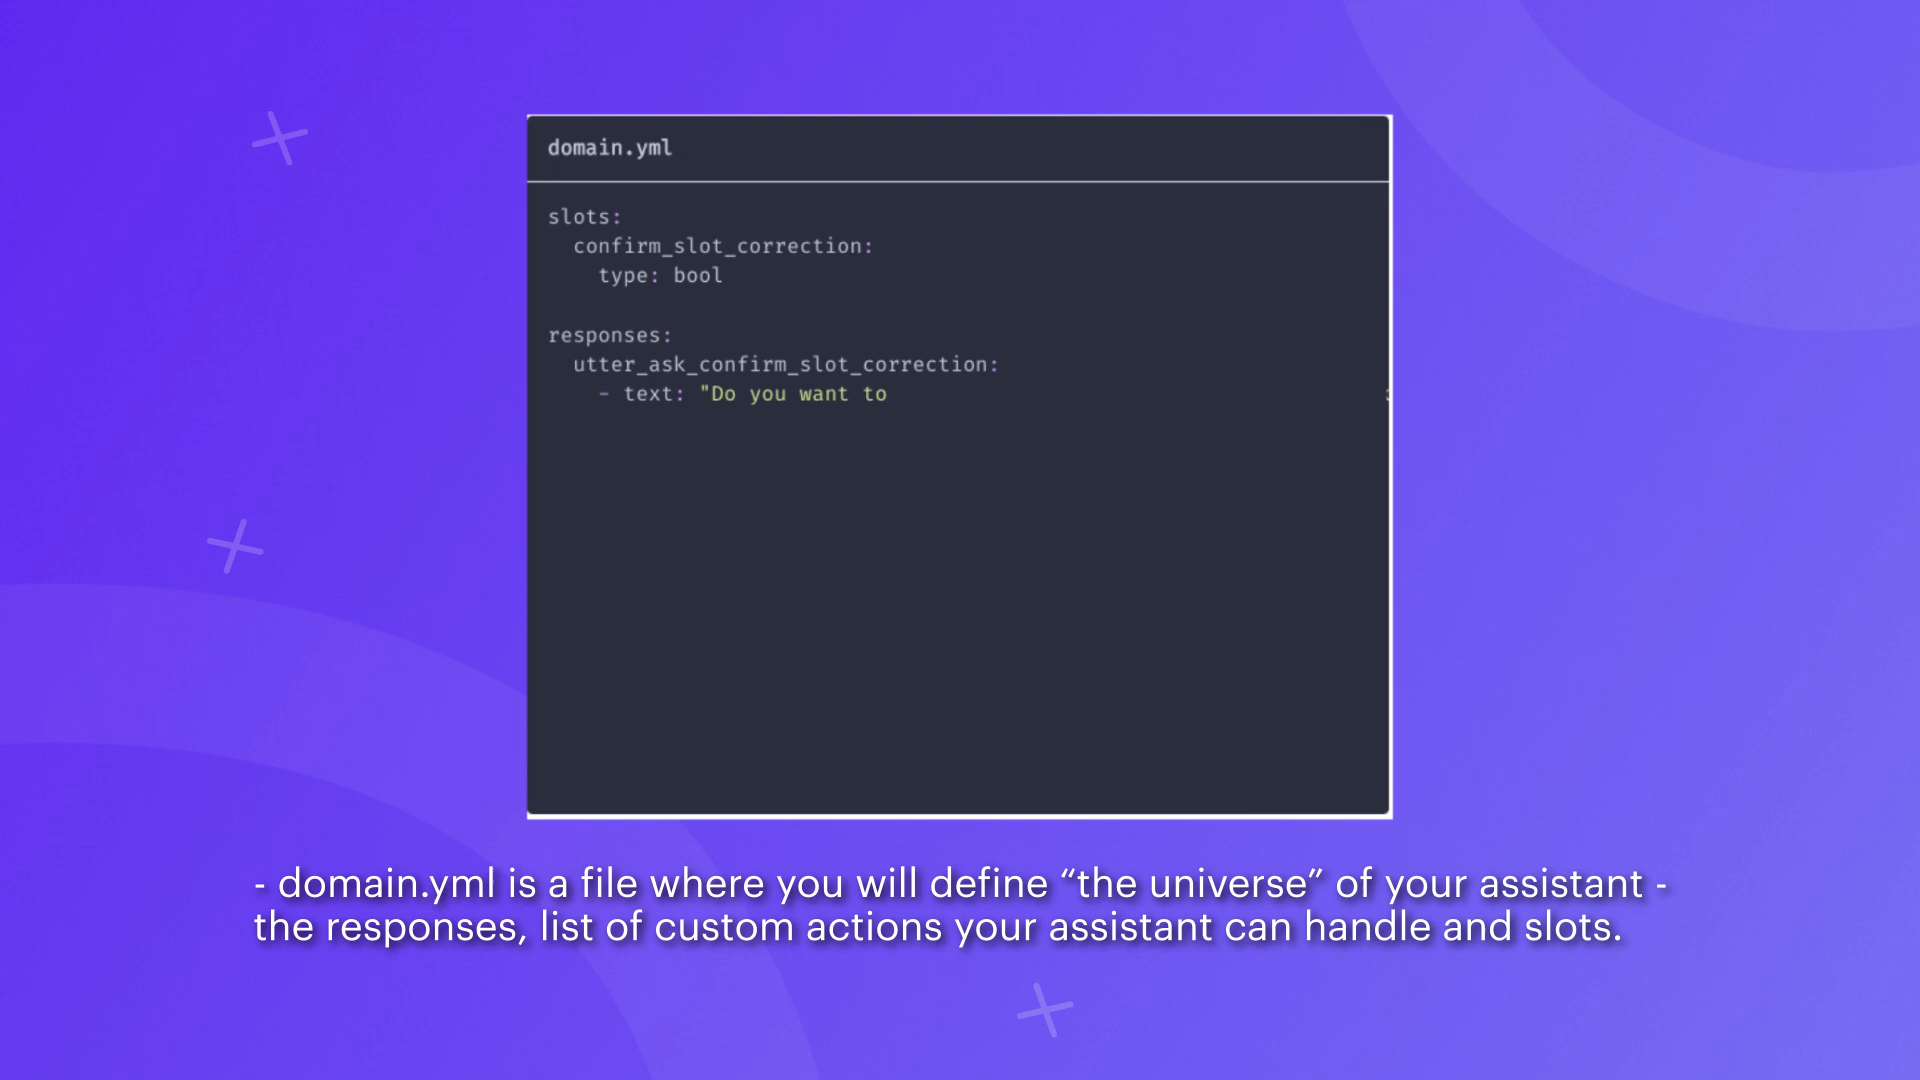 domain.yml
slots:
  confirm_slot_correction:
    type: bool

responses:
  utter_ask_confirm_slot_correction:
    - text: "Do you want to
- domain.yml is a file where you will define “the universe” of your assistant -
the responses, list of custom actions your assistant can handle and slots.